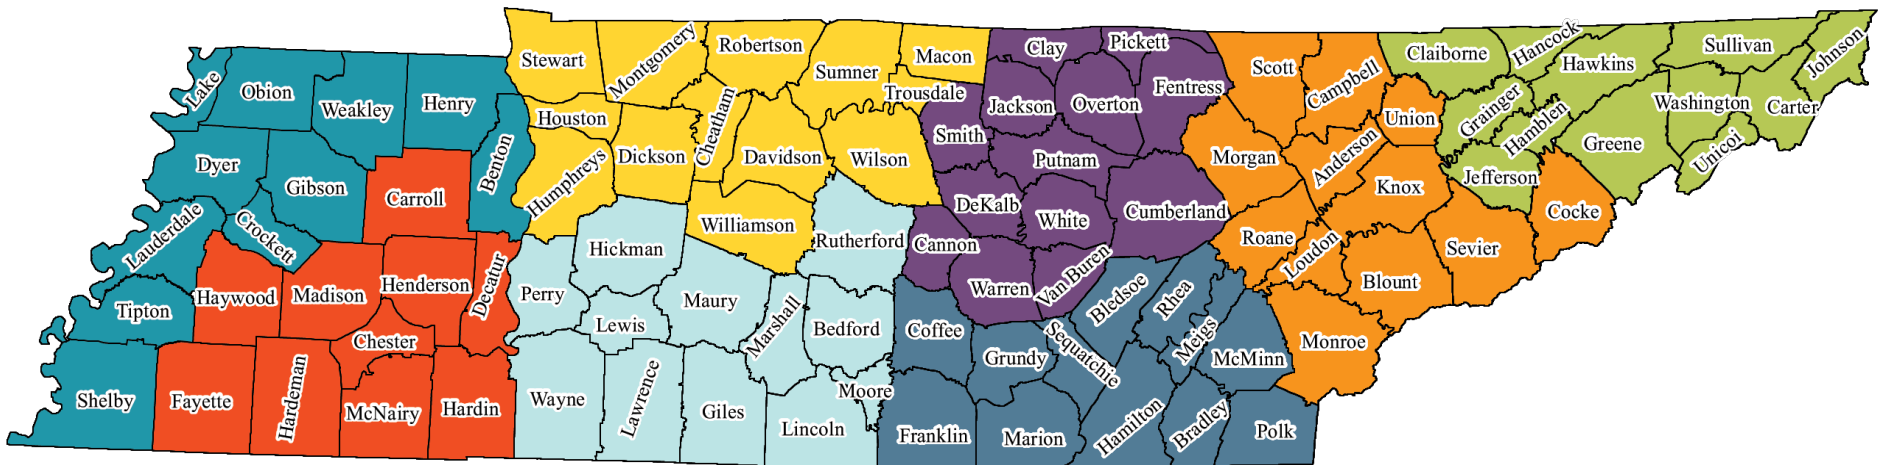 Lake
Obion
Weakley
Henry
Benton
Dyer
Gibson
Carroll
Lauderdale
Crockett
Tipton
Haywood
Madison
Henderson
Decatur
Chester
Shelby
Fayette
Hardeman
McNairy
Hardin
Stewart
Montgomery
Robertson
Sumner
Macon
Trousdale
Houston
Humphreys
Dickson
Cheatham
Davidson
Wilson
Williamson
Hickman
Rutherford
Perry
Lewis
Maury
Marshall
Bedford
Wayne
Lawrence
Giles
Lincoln
Moore
Clay
Pickett
Jackson
Overton
Fentress
Smith
Putnam
DeKalb
White
Cumberland
Cannon
Warren
Van Buren
Coffee
Grundy
Sequatchie
Bledsoe
Rhea
Meigs
McMinn
Franklin
Marion
Hamilton
Bradley
Polk
Scott
Campbell
Union
Morgan
Anderson
Knox
Roane
Loudon
Blount
Sevier
Cocke
Monroe
Claiborne
Hancock
Hawkins
Sullivan
Johnson
Grainger
Hamblen
Jefferson
Greene
Washington
Unicoi
Carter